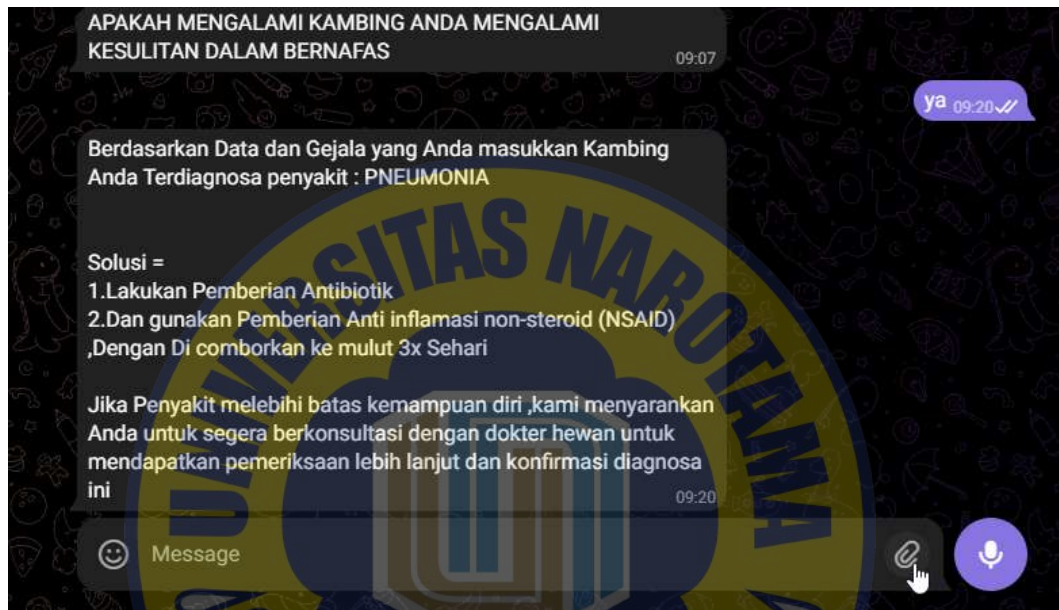 APAKAH MENGALAMI KAMBING ANDA MENGALAMI
KESULITAN DALAM BERNAFAS
09:07
ya 09:20
Berdasarkan Data dan Gejala yang Anda masukkan Kambing
Anda Terdiagnosa penyakit : PNEUMONIA
Solusi =
1.Lakukan Pemberian Antibiotik
2.Dan gunakan Pemberian Anti inflamasi non-steroid (NSAID)
,Dengan Di comborkan ke mulut 3x Sehari
Jika Penyakit melebihi batas kemampuan diri ,kami menyarankan
Anda untuk segera berkonsultasi dengan dokter hewan untuk
mendapatkan pemeriksaan lebih lanjut dan konfirmasi diagnosa
ini
09:20
Message
UNIVERSITAS NAROTAMA